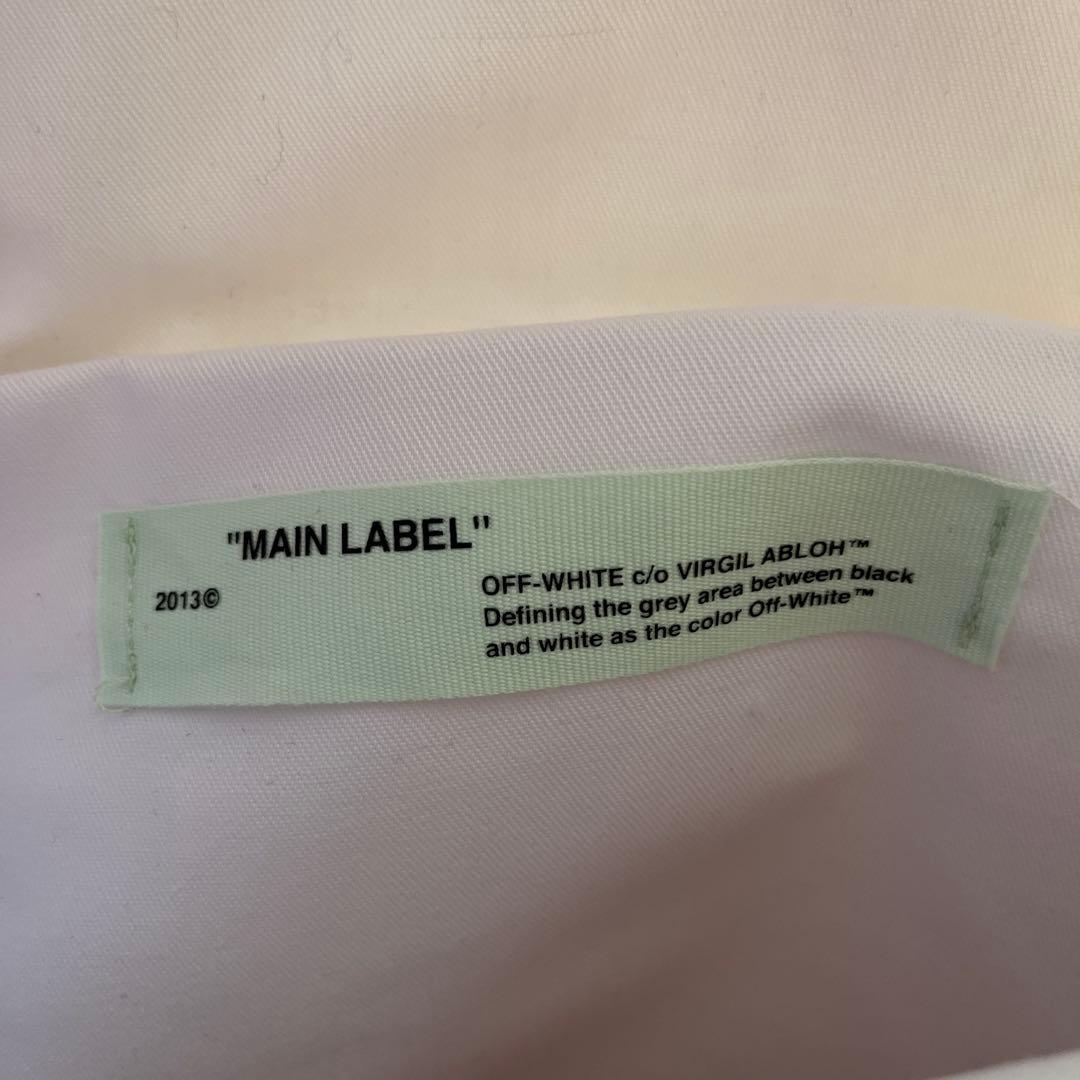 "MAIN LABEL"
2013©
OFF-WHITE c/o VIRGIL ABLOH™
Defining the grey area between black
and white as the color Off-White™